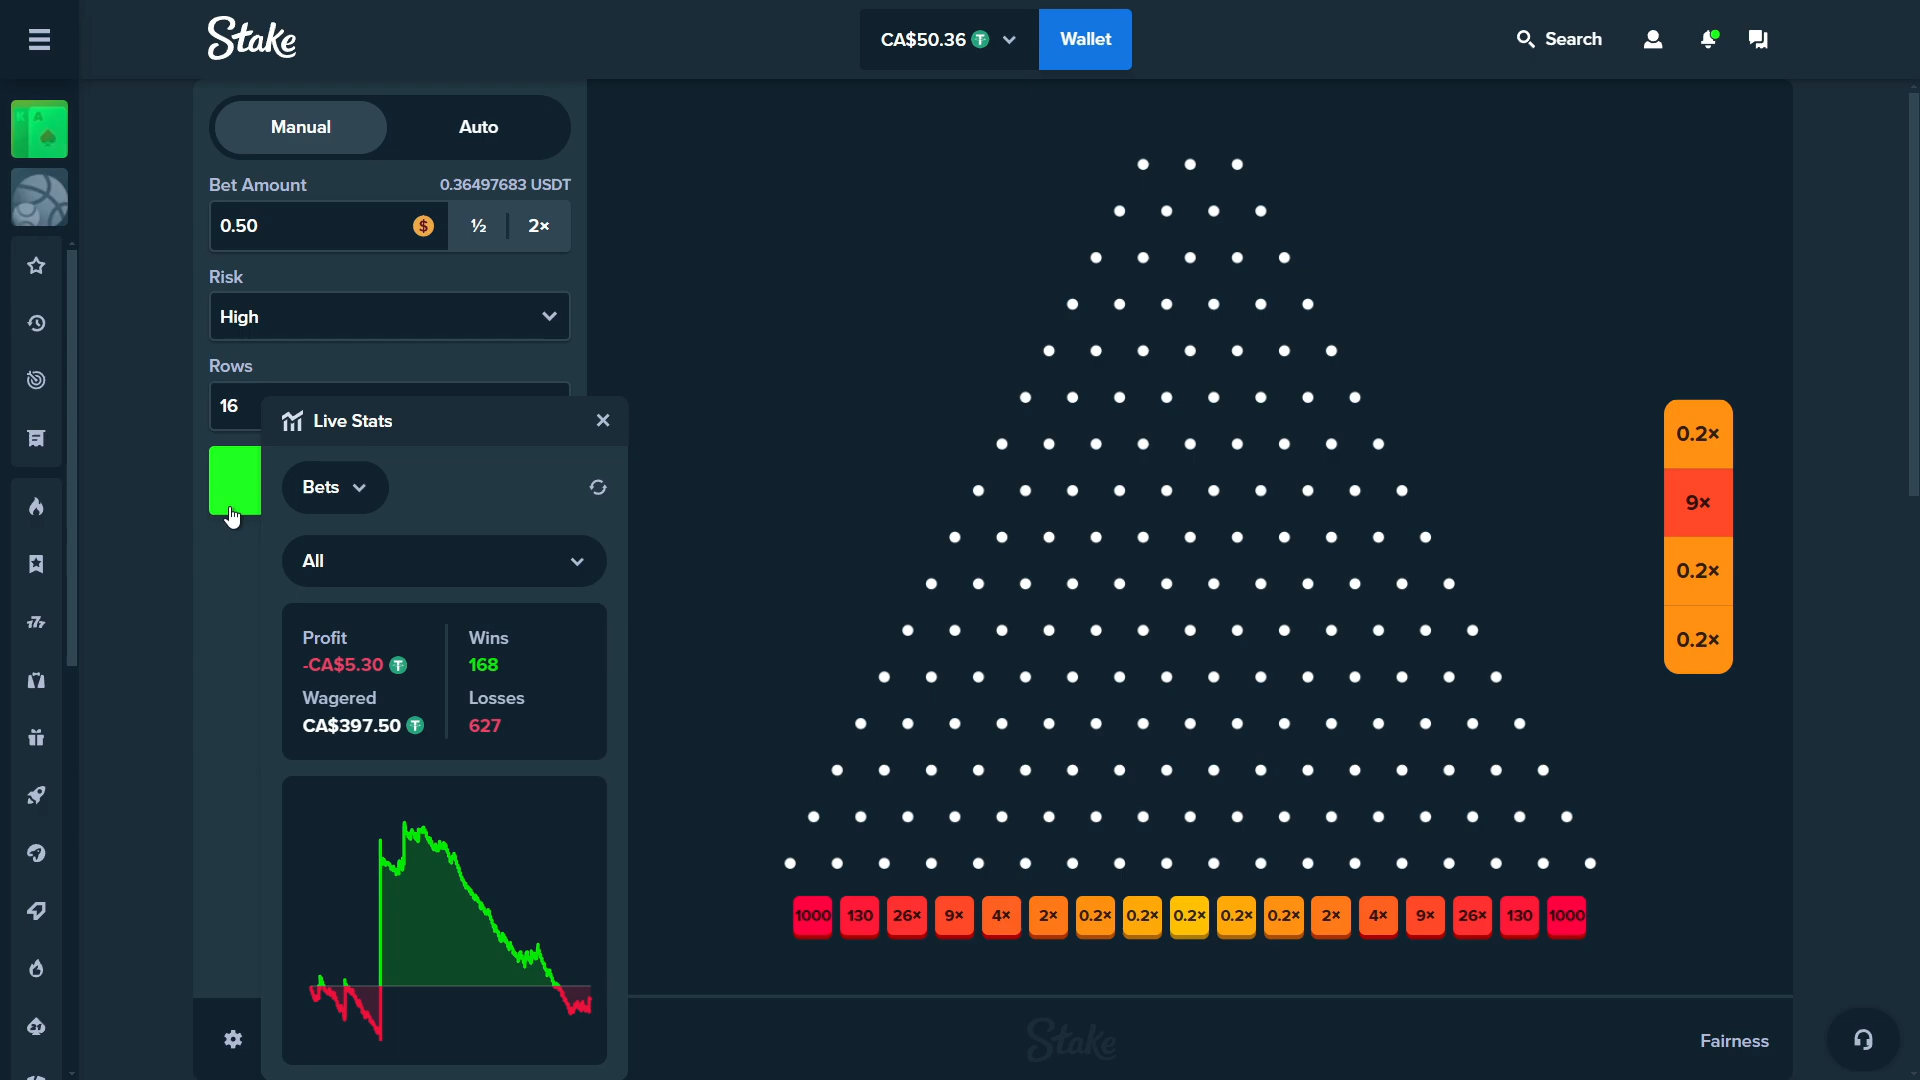 Stake
CA$50.36
Wallet
Search
K A
Manual
Auto
Bet Amount
0.36497683 USDT
0.50
½
2×
Risk
High
Rows
16
Live Stats
Bets
All
Profit
-CA$5.30
Wins
168
Wagered
CA$397.50
Losses
627
0.2×
9×
0.2×
0.2×
1000 130 26× 9× 4× 2× 0.2× 0.2× 0.2× 0.2× 0.2× 2× 4× 9× 26× 130 1000
Stake
Fairness